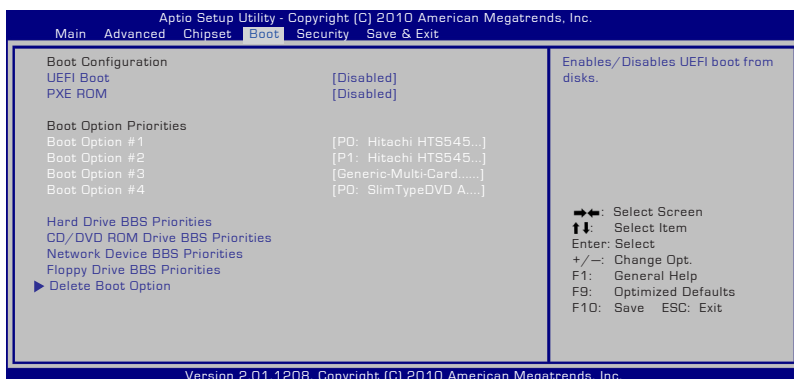 Aptio Setup Utility - Copyright (C) 2010 American Megatrends, Inc.
Main Advanced Chipset Boot Security Save & Exit
Boot Configuration
UEFI Boot [Disabled]
PXE ROM [Disabled]
Boot Option Priorities
Boot Option #1 [P0: Hitachi HTS545...]
Boot Option #2 [P1: Hitachi HTS545...]
Boot Option #3 [Generic-Multi-Card......]
Boot Option #4 [P0: SlimTypeDVD A....]
Hard Drive BBS Priorities
CD/DVD ROM Drive BBS Priorities
Network Device BBS Priorities
Floppy Drive BBS Priorities
▶ Delete Boot Option
Enables/Disables UEFI boot from
disks.
➡⬅: Select Screen
⬆⬇: Select Item
Enter: Select
+/—: Change Opt.
F1: General Help
F9: Optimized Defaults
F10: Save ESC: Exit
Version 2.01.1208. Copyright (C) 2010 American Megatrends, Inc.